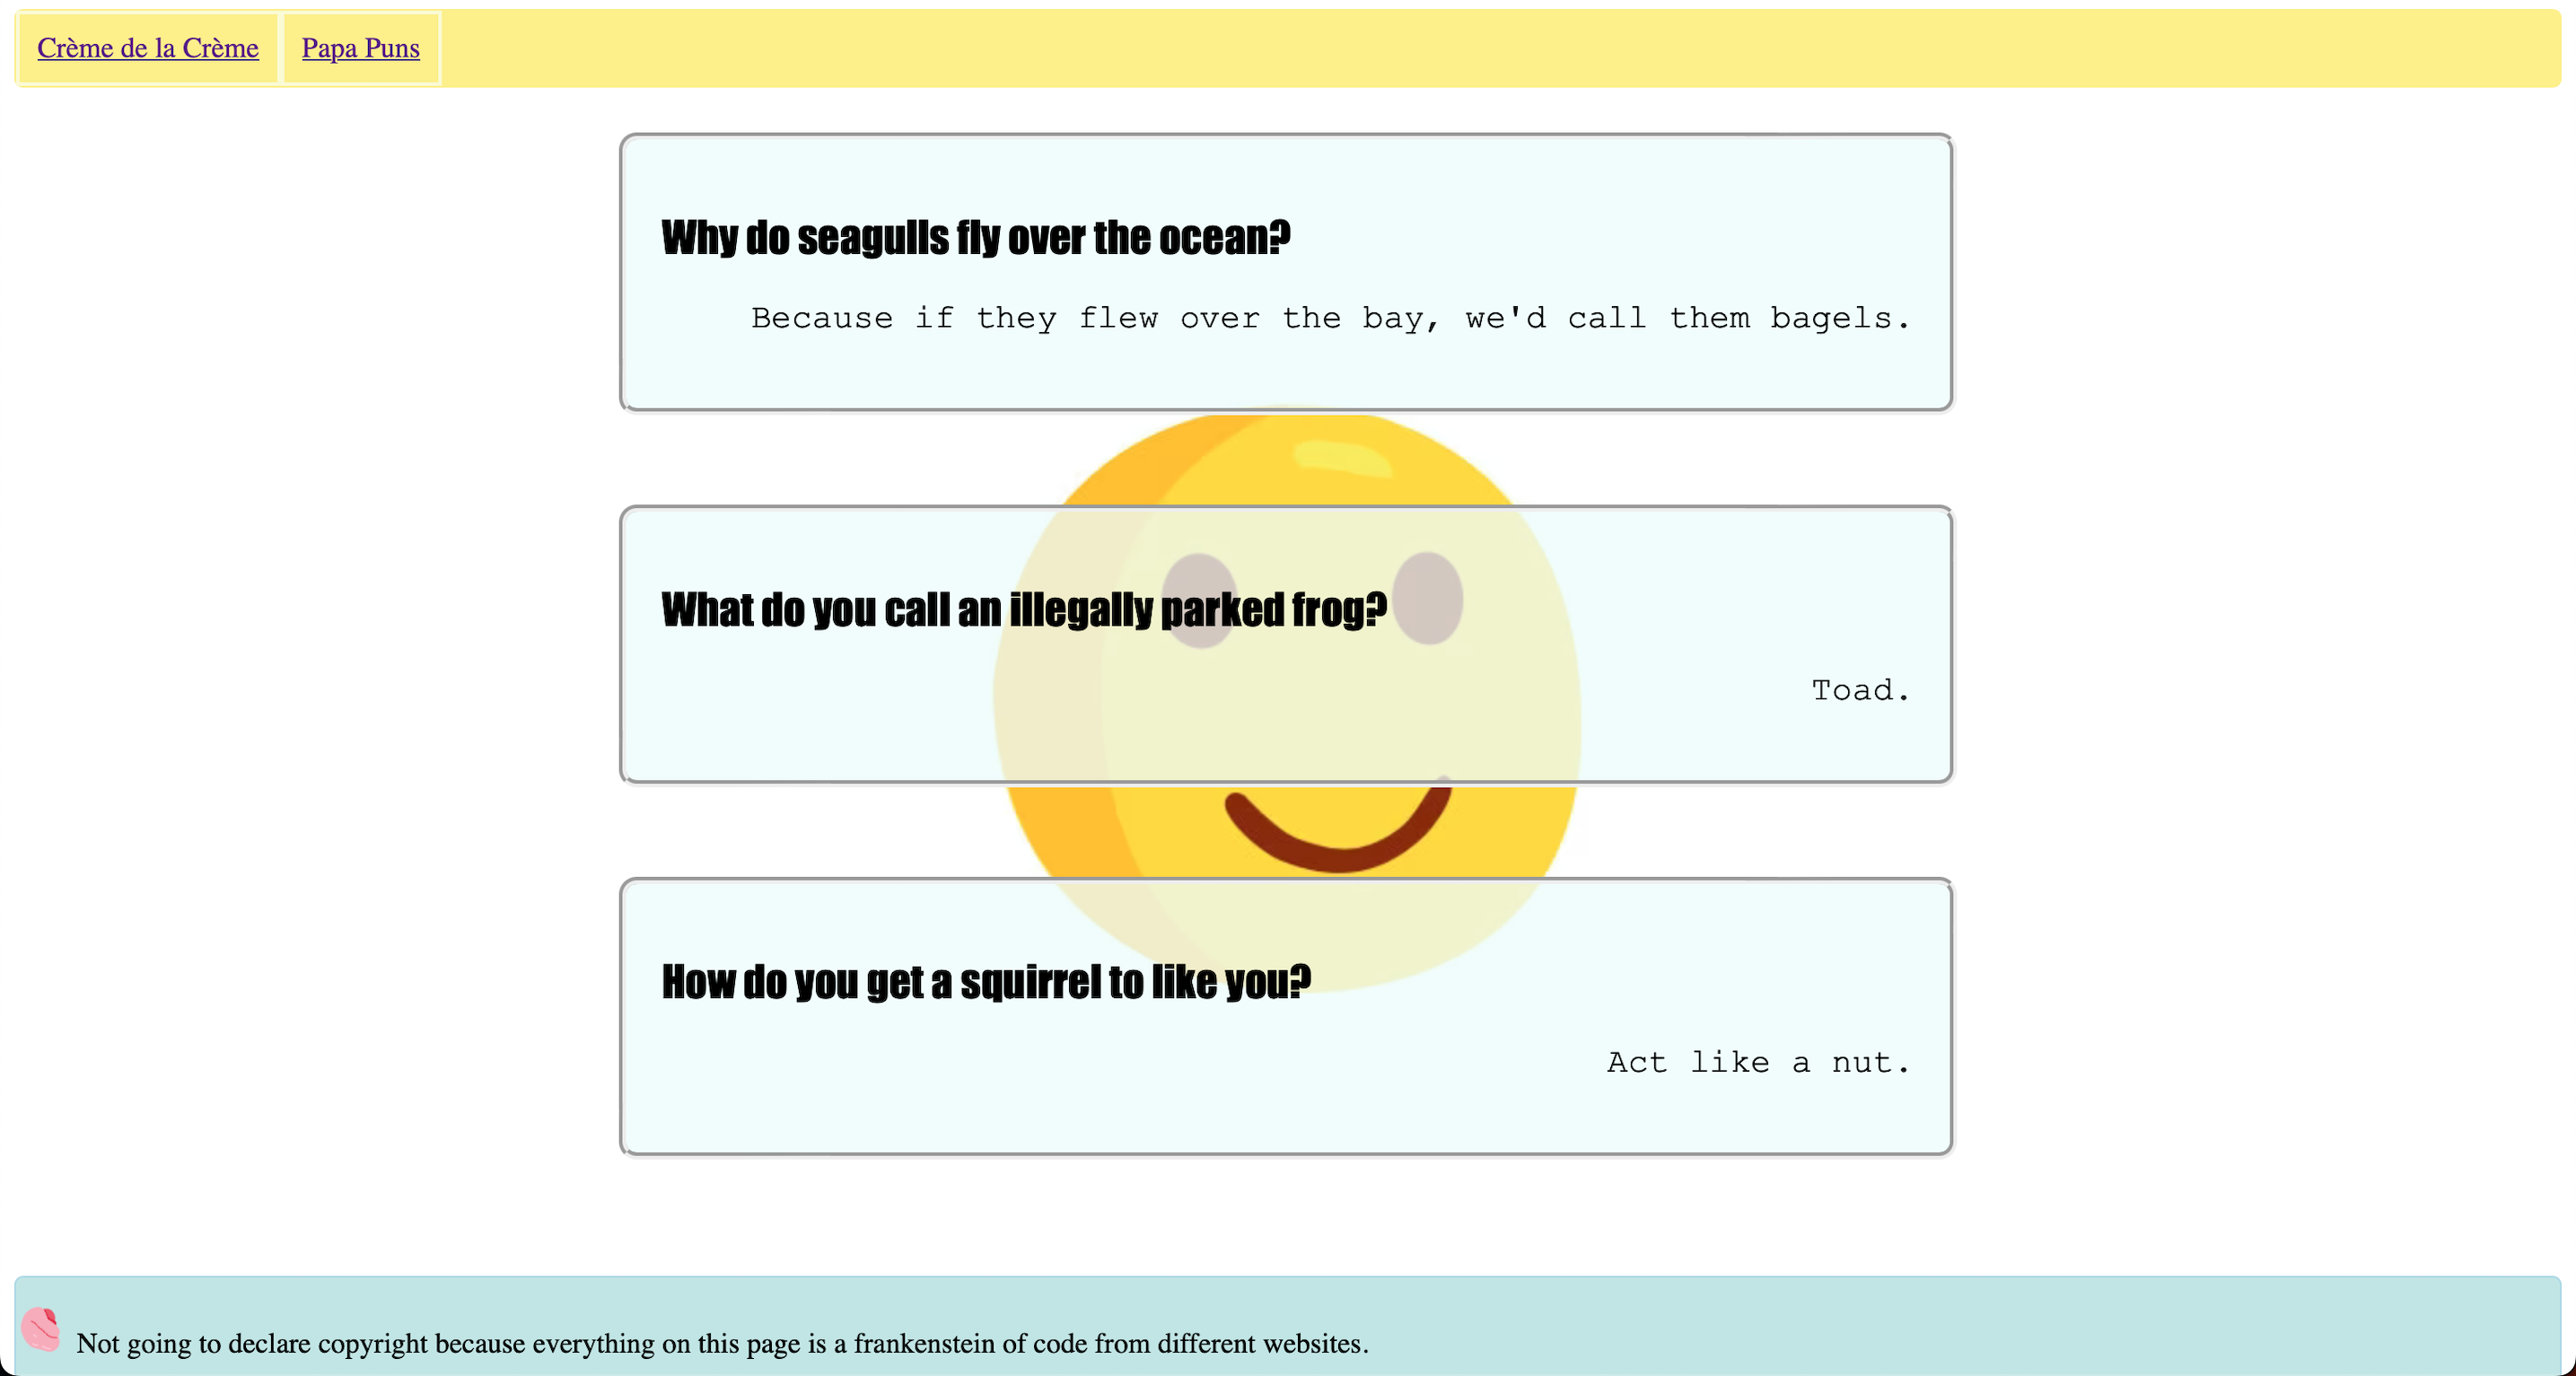 Crème de la Crème
Papa Puns
Why do seagulls fly over the ocean?
Because if they flew over the bay, we'd call them bagels.
What do you call an illegally parked frog?
Toad.
How do you get a squirrel to like you?
Act like a nut.
Not going to declare copyright because everything on this page is a frankenstein of code from different websites.